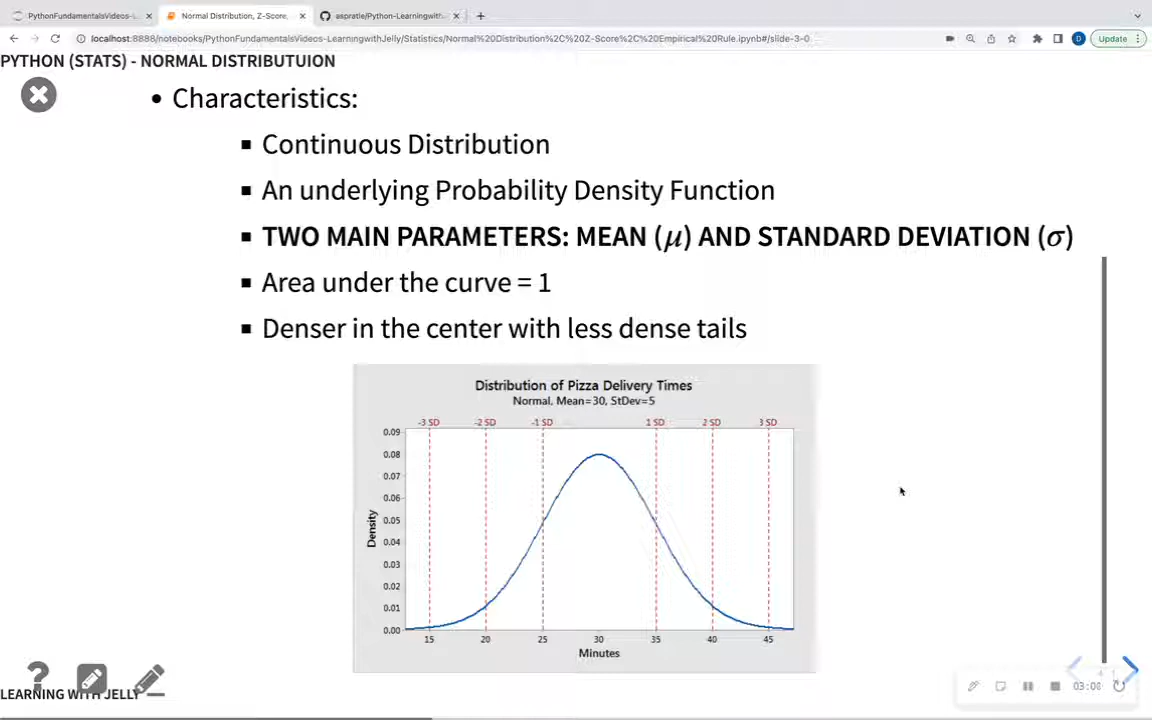 PythonFundamentalsVideos-L
Normal Distribution, Z-Score,
aspratie/Python-Learningwith
localhost:8888/notebooks/PythonFundamentalsVideos-LearningwithJelly/Statistics/Normal%20Distribution%2C%20Z-Score%2C%20Empirical%20Rule.ipynb#/slide-3-0
D
Update
PYTHON (STATS) - NORMAL DISTRIBUTUION
• Characteristics:
▪ Continuous Distribution
▪ An underlying Probability Density Function
▪ TWO MAIN PARAMETERS: MEAN (μ) AND STANDARD DEVIATION (σ)
▪ Area under the curve = 1
▪ Denser in the center with less dense tails
Distribution of Pizza Delivery Times
Normal, Mean=30, StDev=5
-3 SD -2 SD -1 SD 1 SD 2 SD 3 SD
0.09
0.08
0.07
0.06
0.05
0.04
0.03
0.02
0.01
0.00
Density
15 20 25 30 35 40 45
Minutes
?
LEARNING WITH JELLY